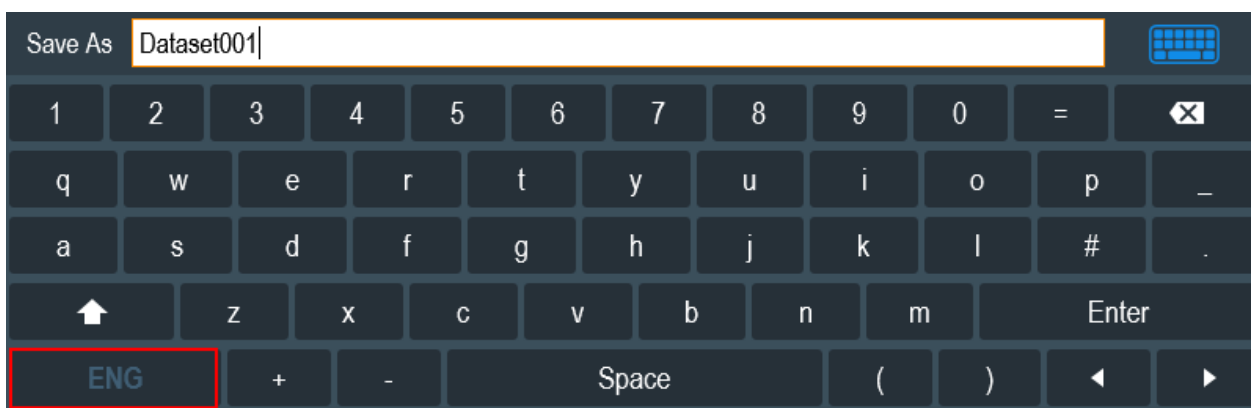 Save As Dataset001
1 2 3 4 5 6 7 8 9 0 =
q w e r t y u i o p _
a s d f g h j k l # .
z x c v b n m Enter
ENG + - Space ( )